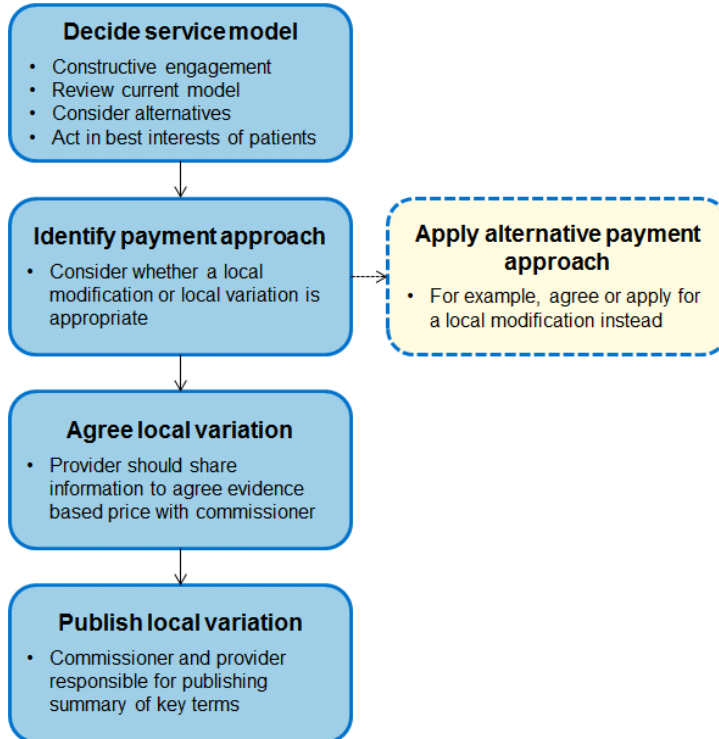 Decide service model
• Constructive engagement
• Review current model
• Consider alternatives
• Act in best interests of patients
Identify payment approach
• Consider whether a local
modification or local variation is
appropriate
Apply alternative payment
approach
• For example, agree or apply for
a local modification instead
Agree local variation
• Provider should share
information to agree evidence
based price with commissioner
Publish local variation
• Commissioner and provider
responsible for publishing
summary of key terms